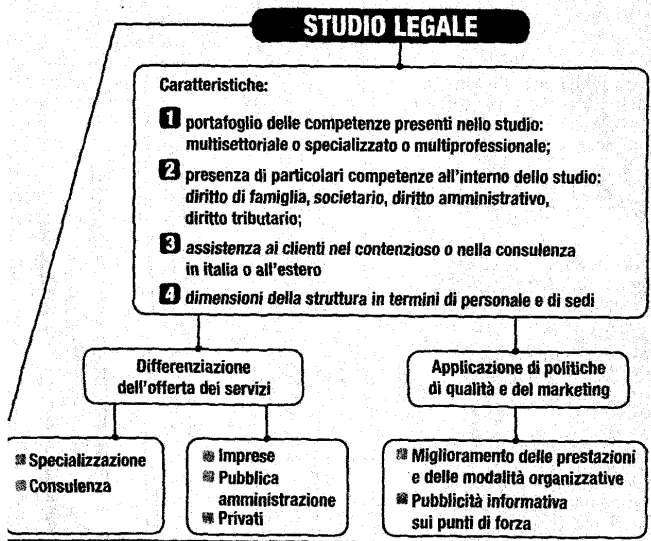 STUDIO LEGALE
Caratteristiche:
1 portafoglio delle competenze presenti nello studio:
multisettoriale o specializzato o multiprofessionale;
2 presenza di particolari competenze all'interno dello studio:
diritto di famiglia, societario, diritto amministrativo,
diritto tributario;
3 assistenza ai clienti nel contenzioso o nella consulenza
in italia o all'estero
4 dimensioni della struttura in termini di personale e di sedi
Differenziazione
dell'offerta dei servizi
Applicazione di politiche
di qualità e del marketing
Specializzazione
Consulenza
Imprese
Pubblica
amministrazione
Privati
Miglioramento delle prestazioni
e delle modalità organizzative
Pubblicità informativa
sui punti di forza